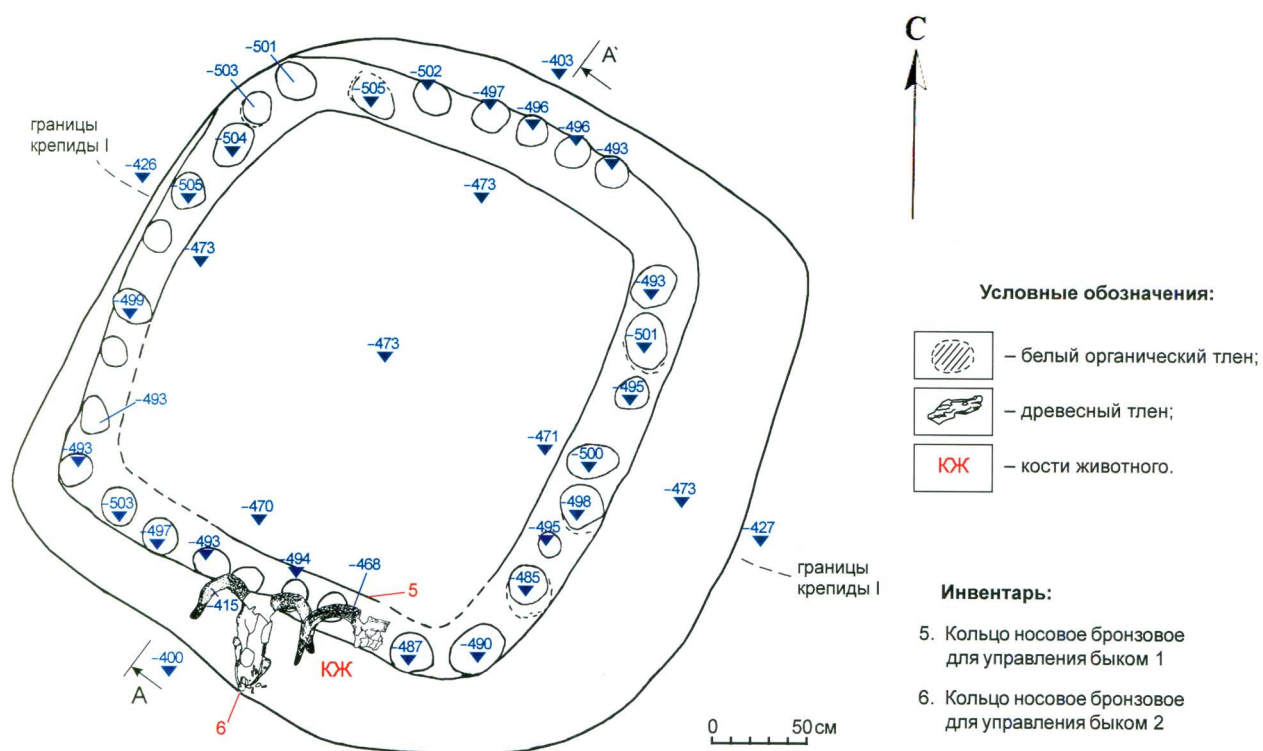 С
-501
А`
-403
-503
-505
-502
-497
-496
-496
-493
-504
границы
крепиды I
-426
-505
-473
-473
-499
-493
-501
-473
-495
-493
-493
-471
-500
-503
-470
-498
-473
-497
-495
-427
-493
-494
-468
5
-485
границы
крепиды I
-415
-487
-490
КЖ
-400
А
6
0 50 см
Условные обозначения:
– белый органический тлен;
– древесный тлен;
КЖ – кости животного.
Инвентарь:
5. Кольцо носовое бронзовое
для управления быком 1
6. Кольцо носовое бронзовое
для управления быком 2